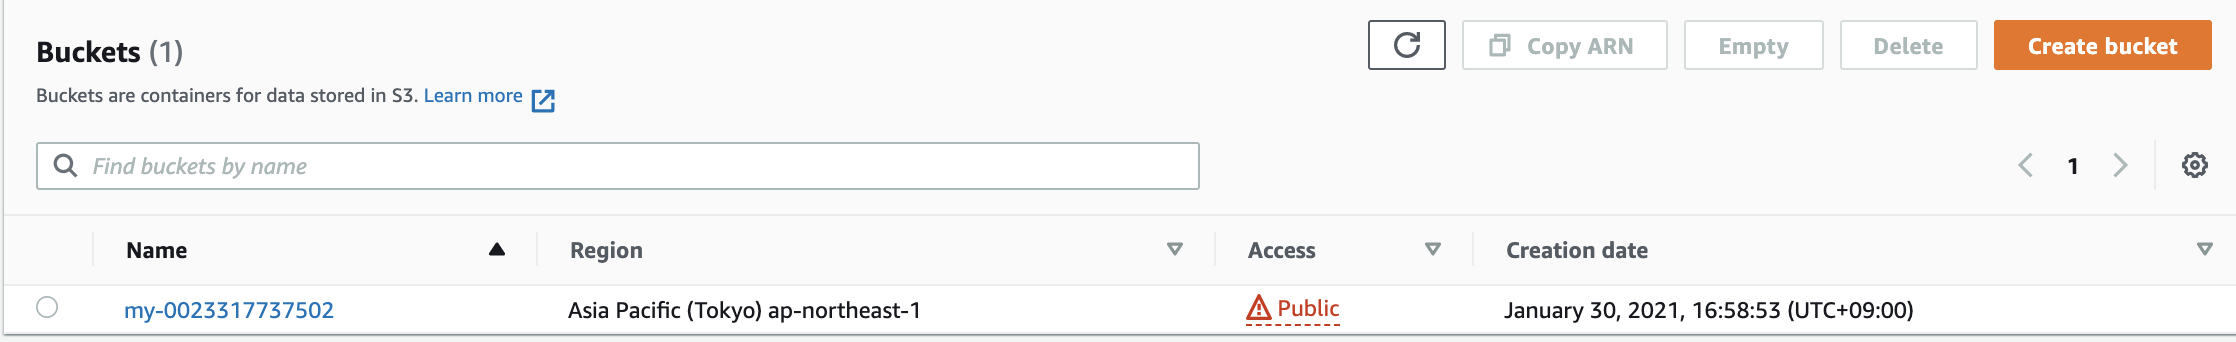 Buckets (1)
Copy ARN
Empty
Delete
Create bucket
Buckets are containers for data stored in S3. Learn more
Find buckets by name
1
Name Region Access Creation date
my-0023317737502 Asia Pacific (Tokyo) ap-northeast-1 Public January 30, 2021, 16:58:53 (UTC+09:00)